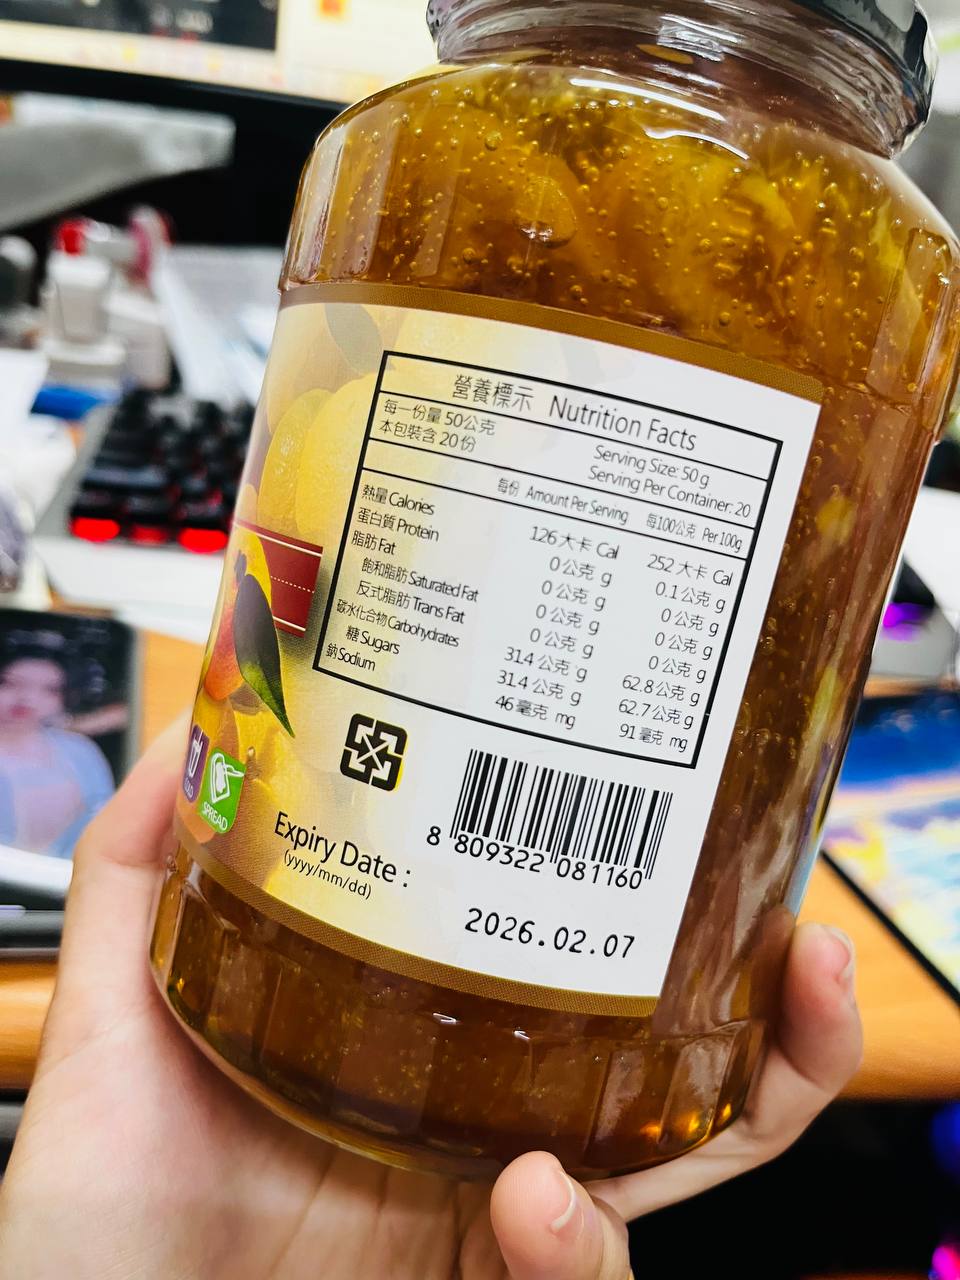 營養標示 Nutrition Facts
每一份量 50公克 Serving Size: 50 g
本包裝含 20份 Serving Per Container: 20
每份 Amount Per Serving 每100公克 Per 100g
熱量 Calories 126 大卡 Cal 252 大卡 Cal
蛋白質 Protein 0 公克 g 0.1 公克 g
脂肪 Fat 0 公克 g 0 公克 g
飽和脂肪 Saturated Fat 0 公克 g 0 公克 g
反式脂肪 Trans Fat 0 公克 g 0 公克 g
碳水化合物 Carbohydrates 31.4 公克 g 62.8 公克 g
糖 Sugars 31.4 公克 g 62.7 公克 g
鈉 Sodium 46 毫克 mg 91 毫克 mg
SPREAD
8 809322 081160
Expiry Date :
(yyyy/mm/dd)
2026.02.07